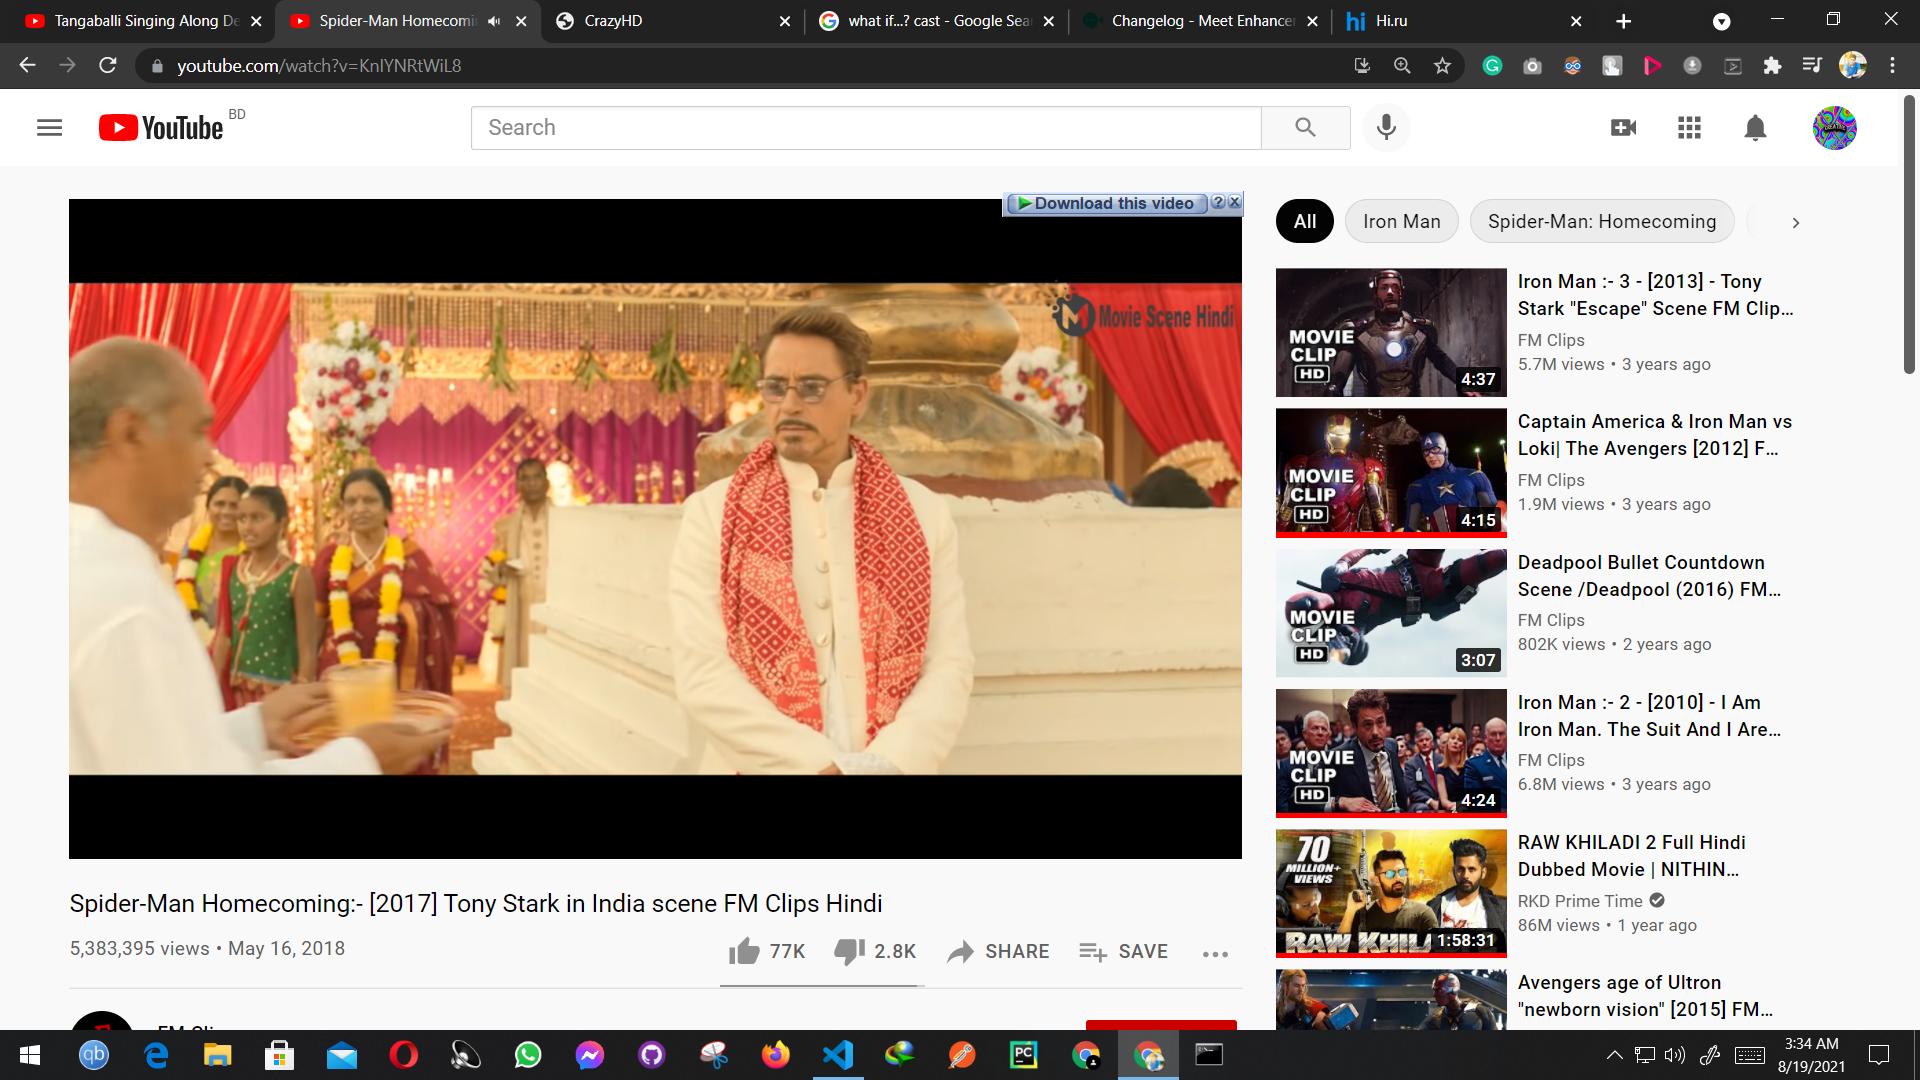 Tangaballi Singing Along De
Spider-Man Homecomin
CrazyHD
what if...? cast - Google Sea
Changelog - Meet Enhancer
Hi.ru
youtube.com/watch?v=KnIYNRtWiL8
YouTube BD
Search
Download this video
Movie Scene Hindi
All
Iron Man
Spider-Man: Homecoming
MOVIE CLIP HD
4:37
Iron Man :- 3 - [2013] - Tony
Stark "Escape" Scene FM Clip...
FM Clips
5.7M views • 3 years ago
MOVIE CLIP HD
4:15
Captain America & Iron Man vs
Loki| The Avengers [2012] F...
FM Clips
1.9M views • 3 years ago
MOVIE CLIP HD
3:07
Deadpool Bullet Countdown
Scene /Deadpool (2016) FM...
FM Clips
802K views • 2 years ago
MOVIE CLIP HD
4:24
Iron Man :- 2 - [2010] - I Am
Iron Man. The Suit And I Are...
FM Clips
6.8M views • 3 years ago
70
MILLION+
VIEWS
RAW KHILA
1:58:31
RAW KHILADI 2 Full Hindi
Dubbed Movie | NITHIN...
RKD Prime Time
86M views • 1 year ago
Avengers age of Ultron
"newborn vision" [2015] FM...
Spider-Man Homecoming:- [2017] Tony Stark in India scene FM Clips Hindi
5,383,395 views • May 16, 2018
77K
2.8K
SHARE
SAVE
qb
PC
3:34 AM
8/19/2021